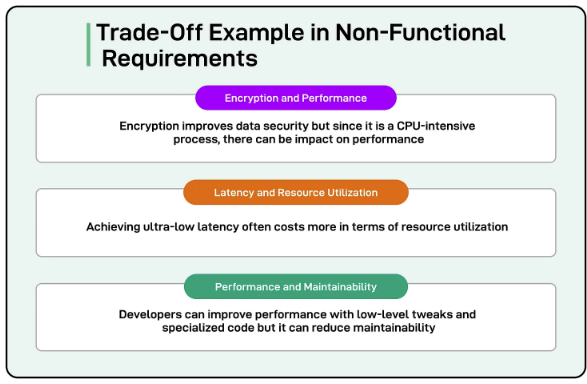 Trade-Off Example in Non-Functional
Requirements
Encryption and Performance
Encryption improves data security but since it is a CPU-intensive
process, there can be impact on performance
Latency and Resource Utilization
Achieving ultra-low latency often costs more in terms of resource utilization
Performance and Maintainability
Developers can improve performance with low-level tweaks and
specialized code but it can reduce maintainability